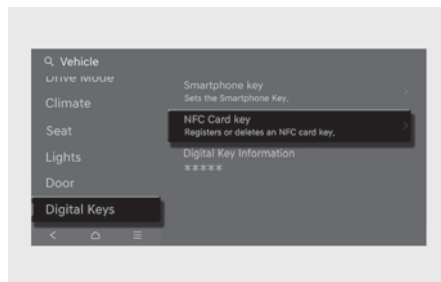 Vehicle
Drive Mode
Climate
Seat
Lights
Door
Digital Keys
Smartphone key
Sets the Smartphone Key.
NFC Card key
Registers or deletes an NFC card key.
Digital Key Information
*****